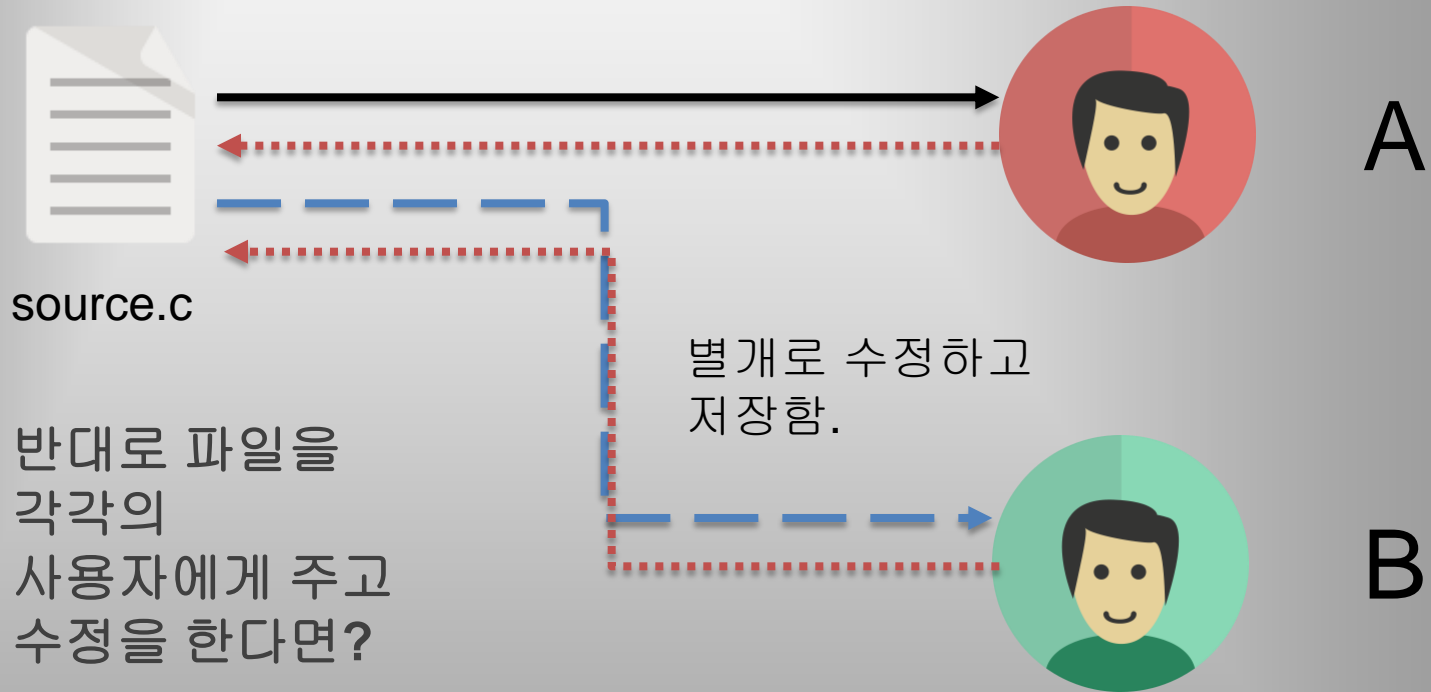 A
source.c
별개로 수정하고
저장함.
반대로 파일을
각각의
사용자에게 주고
수정을 한다면?
B